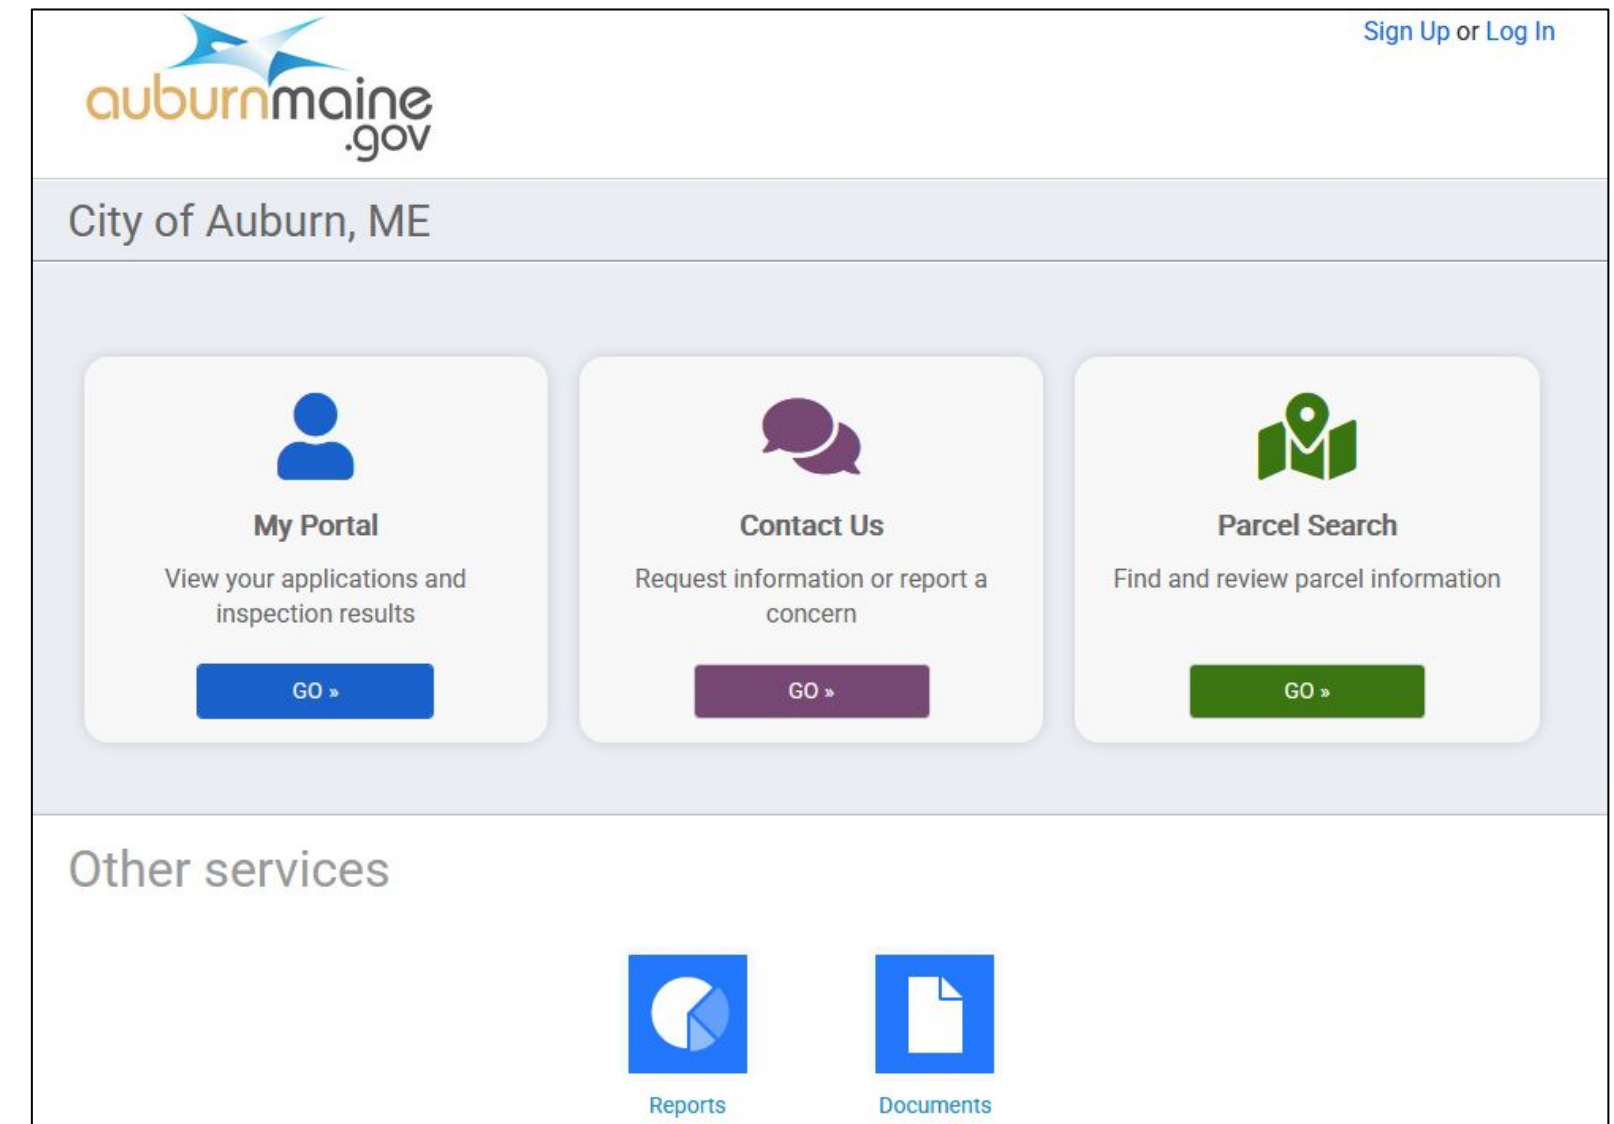 Sign Up or Log In
auburnmaine
.gov
City of Auburn, ME
My Portal
View your applications and
inspection results
GO »
Contact Us
Request information or report a
concern
GO »
Parcel Search
Find and review parcel information
GO »
Other services
Reports
Documents